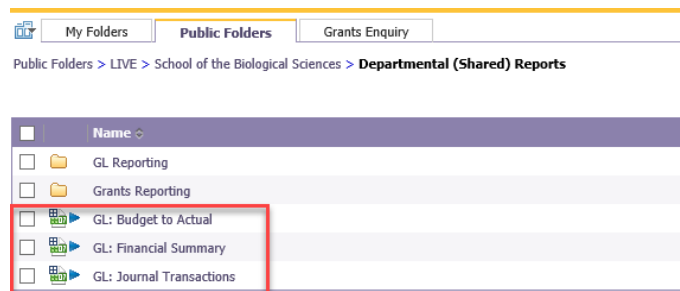 My Folders Public Folders Grants Enquiry
Public Folders > LIVE > School of the Biological Sciences > Departmental (Shared) Reports
Name
GL Reporting
Grants Reporting
GL: Budget to Actual
GL: Financial Summary
GL: Journal Transactions